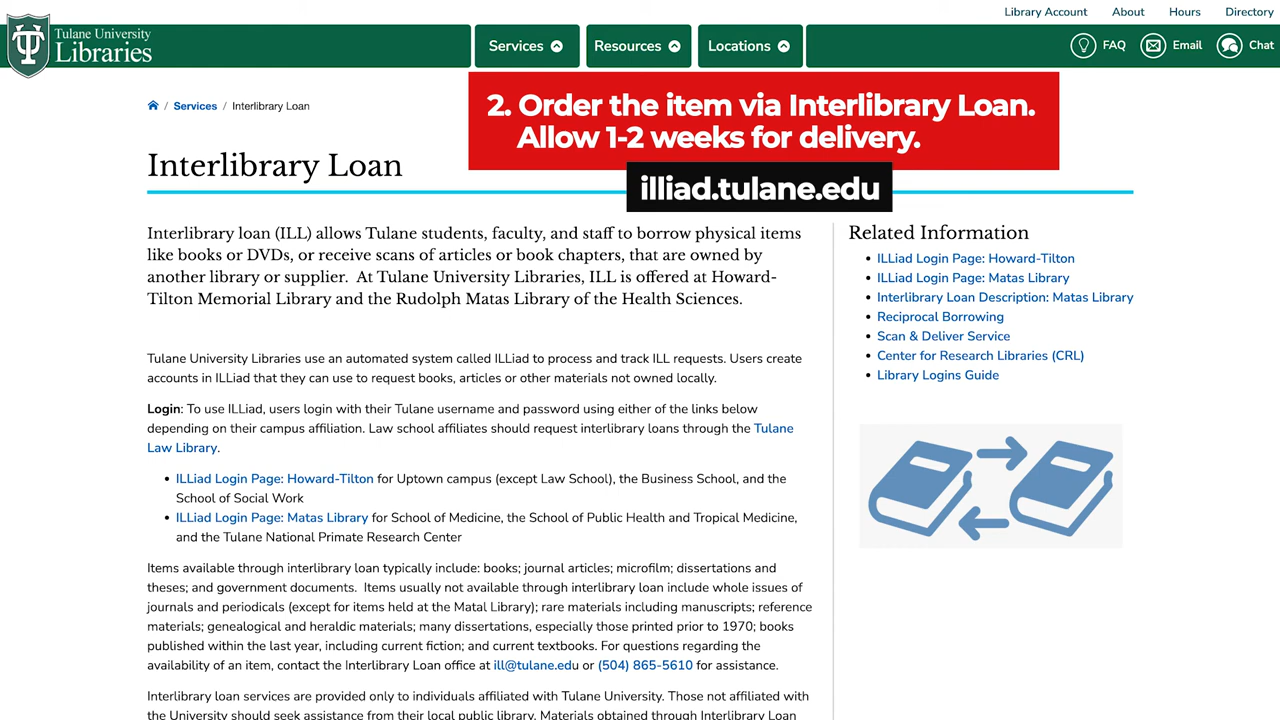 Library Account About Hours Directory
Tulane University
Libraries
Services Resources Locations FAQ Email Chat
2. Order the item via Interlibrary Loan.
Allow 1-2 weeks for delivery.
illiad.tulane.edu
/ Services / Interlibrary Loan
Interlibrary Loan
Interlibrary loan (ILL) allows Tulane students, faculty, and staff to borrow physical items
like books or DVDs, or receive scans of articles or book chapters, that are owned by
another library or supplier. At Tulane University Libraries, ILL is offered at Howard-
Tilton Memorial Library and the Rudolph Matas Library of the Health Sciences.
Tulane University Libraries use an automated system called ILLiad to process and track ILL requests. Users create
accounts in ILLiad that they can use to request books, articles or other materials not owned locally.
Login: To use ILLiad, users login with their Tulane username and password using either of the links below
depending on their campus affiliation. Law school affiliates should request interlibrary loans through the Tulane
Law Library.
• ILLiad Login Page: Howard-Tilton for Uptown campus (except Law School), the Business School, and the
School of Social Work
• ILLiad Login Page: Matas Library for School of Medicine, the School of Public Health and Tropical Medicine,
and the Tulane National Primate Research Center
Items available through interlibrary loan typically include: books; journal articles; microfilm; dissertations and
theses; and government documents. Items usually not available through interlibrary loan include whole issues of
journals and periodicals (except for items held at the Matal Library); rare materials including manuscripts; reference
materials; genealogical and heraldic materials; many dissertations, especially those printed prior to 1970; books
published within the last year, including current fiction; and current textbooks. For questions regarding the
availability of an item, contact the Interlibrary Loan office at ill@tulane.edu or (504) 865-5610 for assistance.
Interlibrary loan services are provided only to individuals affiliated with Tulane University. Those not affiliated with
the University should seek assistance from their local public library. Materials obtained through Interlibrary Loan
Related Information
• ILLiad Login Page: Howard-Tilton
• ILLiad Login Page: Matas Library
• Interlibrary Loan Description: Matas Library
• Reciprocal Borrowing
• Scan & Deliver Service
• Center for Research Libraries (CRL)
• Library Logins Guide